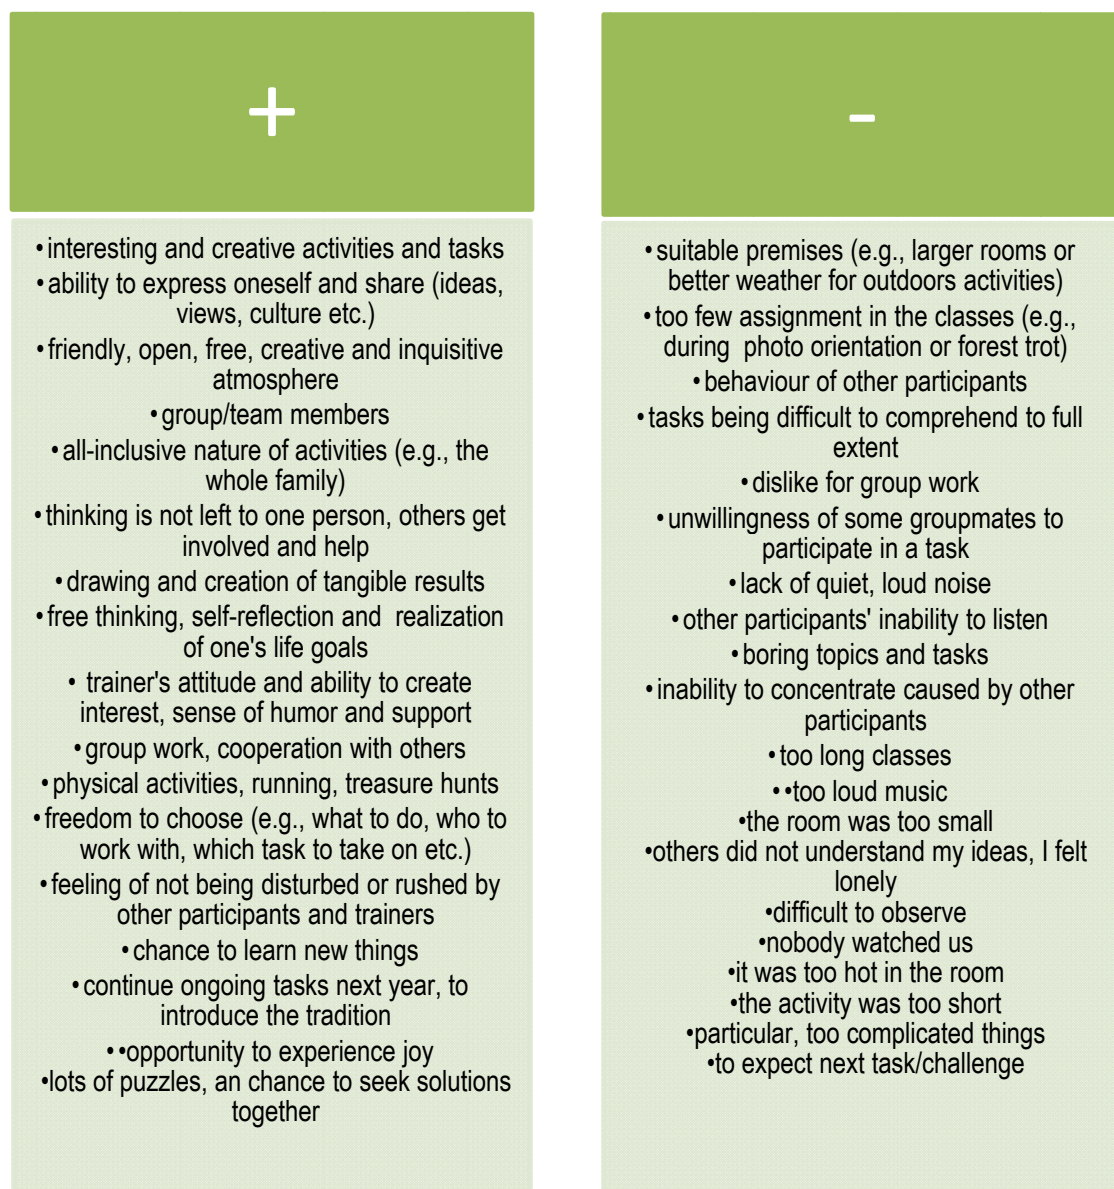 +
• interesting and creative activities and tasks
• ability to express oneself and share (ideas,
views, culture etc.)
• friendly, open, free, creative and inquisitive
atmosphere
• group/team members
• all-inclusive nature of activities (e.g., the
whole family)
• thinking is not left to one person, others get
involved and help
• drawing and creation of tangible results
• free thinking, self-reflection and realization
of one's life goals
• trainer's attitude and ability to create
interest, sense of humor and support
• group work, cooperation with others
• physical activities, running, treasure hunts
• freedom to choose (e.g., what to do, who to
work with, which task to take on etc.)
• feeling of not being disturbed or rushed by
other participants and trainers
• chance to learn new things
• continue ongoing tasks next year, to
introduce the tradition
• •opportunity to experience joy
•lots of puzzles, an chance to seek solutions
together
-
• suitable premises (e.g., larger rooms or
better weather for outdoors activities)
• too few assignment in the classes (e.g.,
during photo orientation or forest trot)
• behaviour of other participants
• tasks being difficult to comprehend to full
extent
• dislike for group work
• unwillingness of some groupmates to
participate in a task
• lack of quiet, loud noise
• other participants' inability to listen
• boring topics and tasks
• inability to concentrate caused by other
participants
• too long classes
• •too loud music
•the room was too small
•others did not understand my ideas, I felt
lonely
•difficult to observe
•nobody watched us
•it was too hot in the room
•the activity was too short
•particular, too complicated things
•to expect next task/challenge